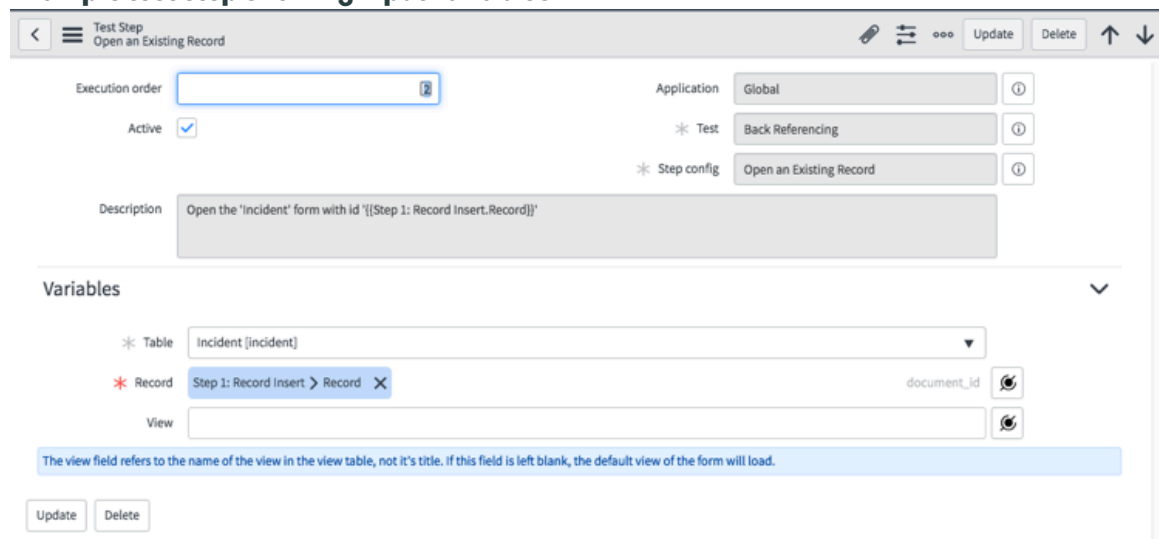 Test Step
Open an Existing Record
Update
Delete
Execution order
2
Application
Global
Active
Test
Back Referencing
Step config
Open an Existing Record
Description
Open the 'Incident' form with id '{{Step 1: Record Insert.Record}}'
Variables
Table
Incident [incident]
Record
Step 1: Record Insert > Record
document_id
View
The view field refers to the name of the view in the view table, not it's title. If this field is left blank, the default view of the form will load.
Update
Delete